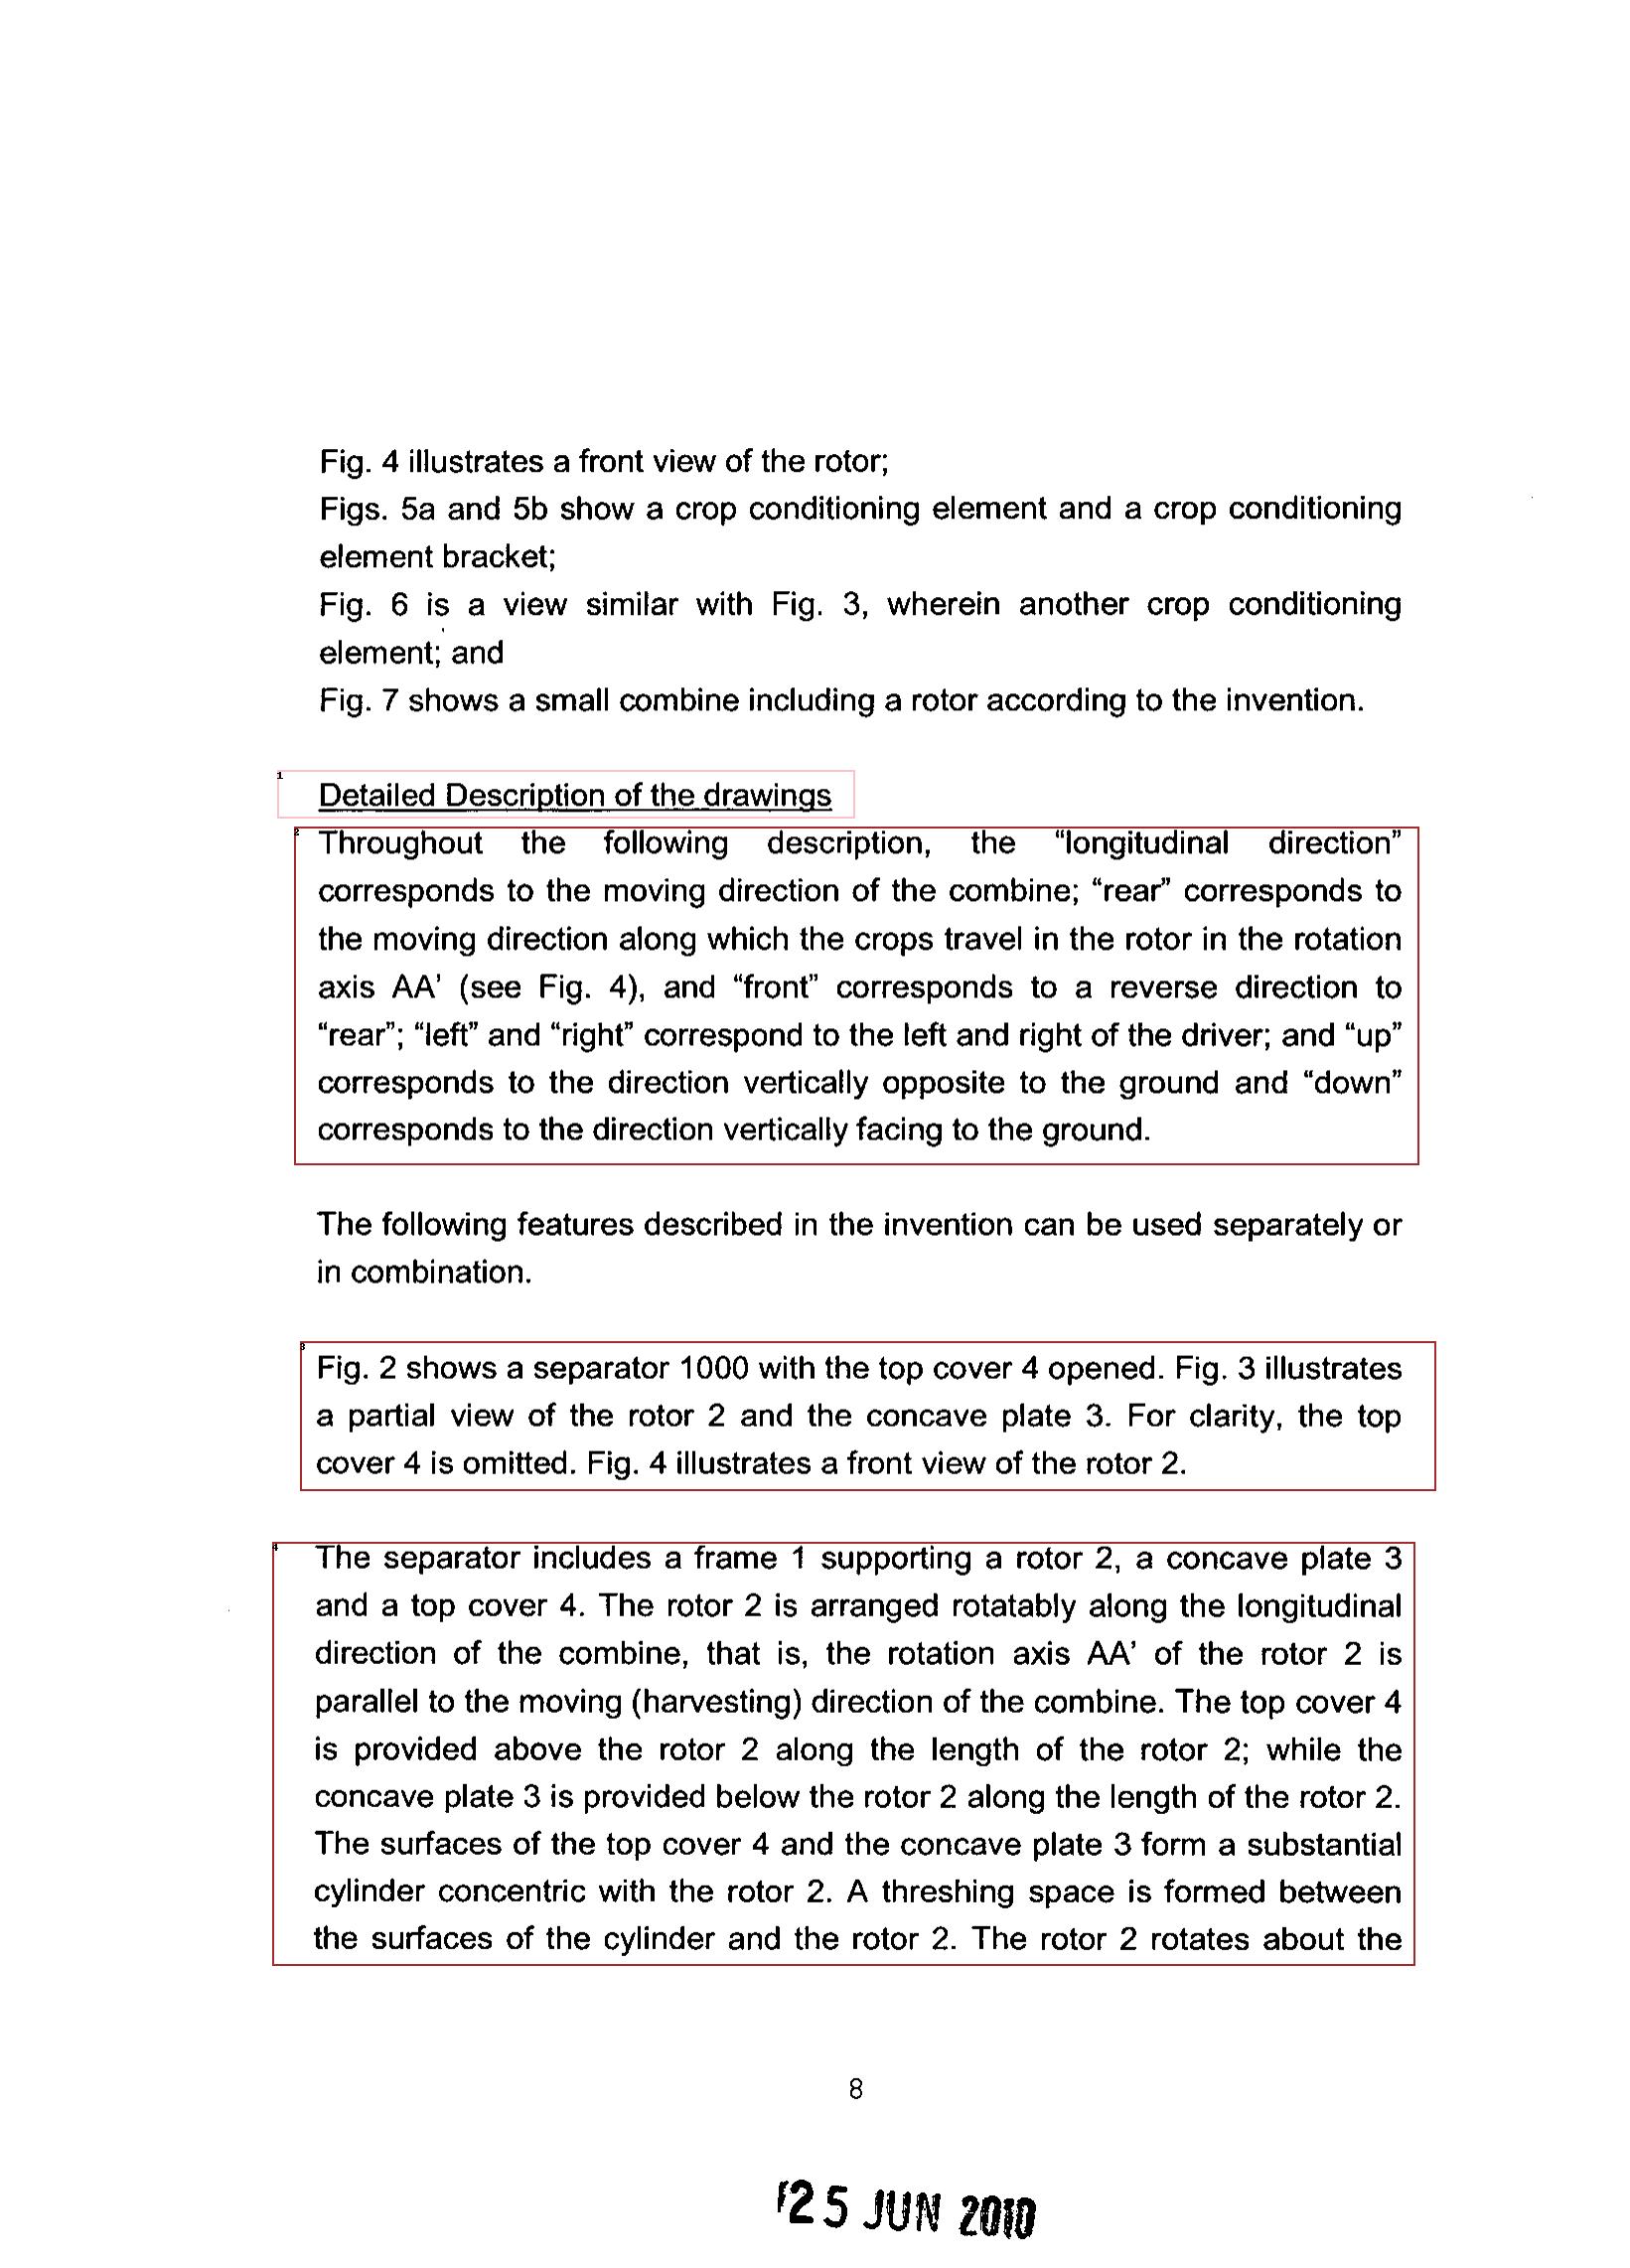 Fig. 4 illustrates a front view of the rotor;
Figs. 5a and 5b show a crop conditioning element and a crop conditioning
element bracket;
Fig. 6 is a view similar with Fig. 3, wherein another crop conditioning
element; and
Fig. 7 shows a small combine including a rotor according to the invention.
1
Detailed Description of the drawings
2
Throughout the following description, the “longitudinal direction”
corresponds to the moving direction of the combine; “rear” corresponds to
the moving direction along which the crops travel in the rotor in the rotation
axis AA’ (see Fig. 4), and “front” corresponds to a reverse direction to
“rear”; “left” and “right” correspond to the left and right of the driver; and “up”
corresponds to the direction vertically opposite to the ground and “down”
corresponds to the direction vertically facing to the ground.
The following features described in the invention can be used separately or
in combination.
3
Fig. 2 shows a separator 1000 with the top cover 4 opened. Fig. 3 illustrates
a partial view of the rotor 2 and the concave plate 3. For clarity, the top
cover 4 is omitted. Fig. 4 illustrates a front view of the rotor 2.
4
The separator includes a frame 1 supporting a rotor 2, a concave plate 3
and a top cover 4. The rotor 2 is arranged rotatably along the longitudinal
direction of the combine, that is, the rotation axis AA’ of the rotor 2 is
parallel to the moving (harvesting) direction of the combine. The top cover 4
is provided above the rotor 2 along the length of the rotor 2; while the
concave plate 3 is provided below the rotor 2 along the length of the rotor 2.
The surfaces of the top cover 4 and the concave plate 3 form a substantial
cylinder concentric with the rotor 2. A threshing space is formed between
the surfaces of the cylinder and the rotor 2. The rotor 2 rotates about the
8
25 JUN 2010